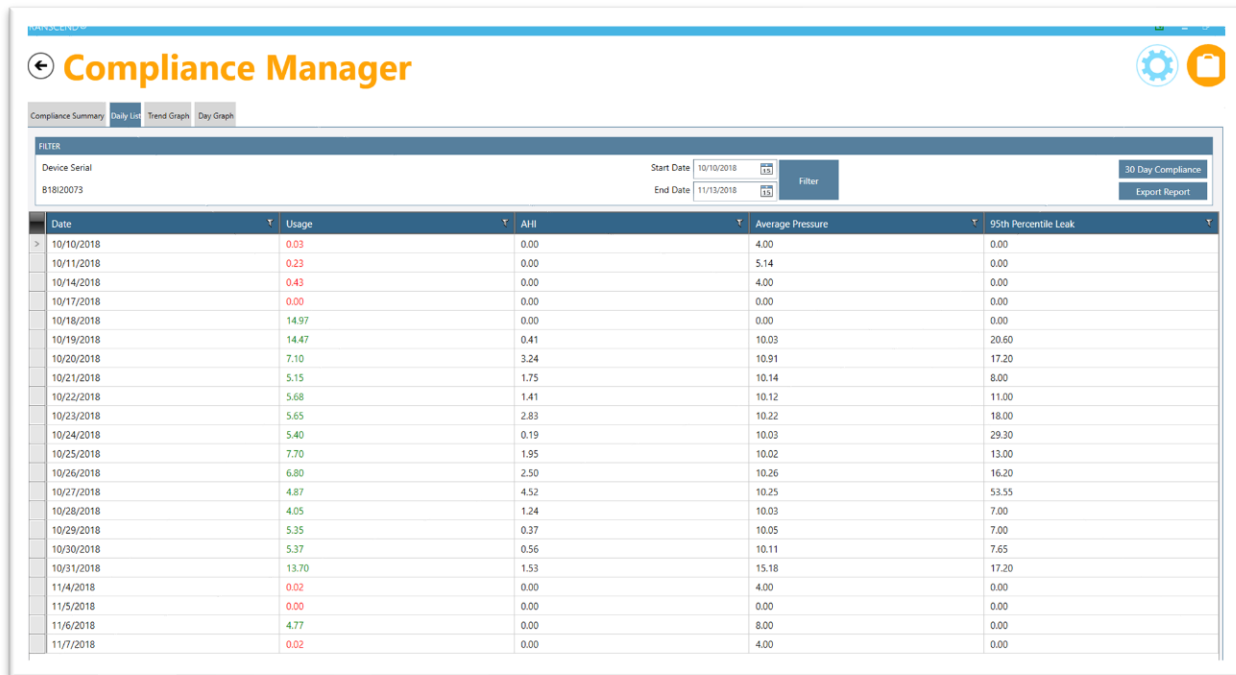 TRANSCEND
Compliance Manager
Compliance Summary Daily List Trend Graph Day Graph
FILTER
Device Serial Start Date 10/10/2018 15 Filter 30 Day Compliance
B18I20073 End Date 11/13/2018 15 Export Report
Date Usage AHI Average Pressure 95th Percentile Leak
10/10/2018 0.03 0.00 4.00 0.00
10/11/2018 0.23 0.00 5.14 0.00
10/14/2018 0.43 0.00 4.00 0.00
10/17/2018 0.00 0.00 0.00 0.00
10/18/2018 14.97 0.00 0.00 0.00
10/19/2018 14.47 0.41 10.03 20.60
10/20/2018 7.10 3.24 10.91 17.20
10/21/2018 5.15 1.75 10.14 8.00
10/22/2018 5.68 1.41 10.12 11.00
10/23/2018 5.65 2.83 10.22 18.00
10/24/2018 5.40 0.19 10.03 29.30
10/25/2018 7.70 1.95 10.02 13.00
10/26/2018 6.80 2.50 10.26 16.20
10/27/2018 4.87 4.52 10.25 53.55
10/28/2018 4.05 1.24 10.03 7.00
10/29/2018 5.35 0.37 10.05 7.00
10/30/2018 5.37 0.56 10.11 7.65
10/31/2018 13.70 1.53 15.18 17.20
11/4/2018 0.02 0.00 4.00 0.00
11/5/2018 0.00 0.00 0.00 0.00
11/6/2018 4.77 0.00 8.00 0.00
11/7/2018 0.02 0.00 4.00 0.00